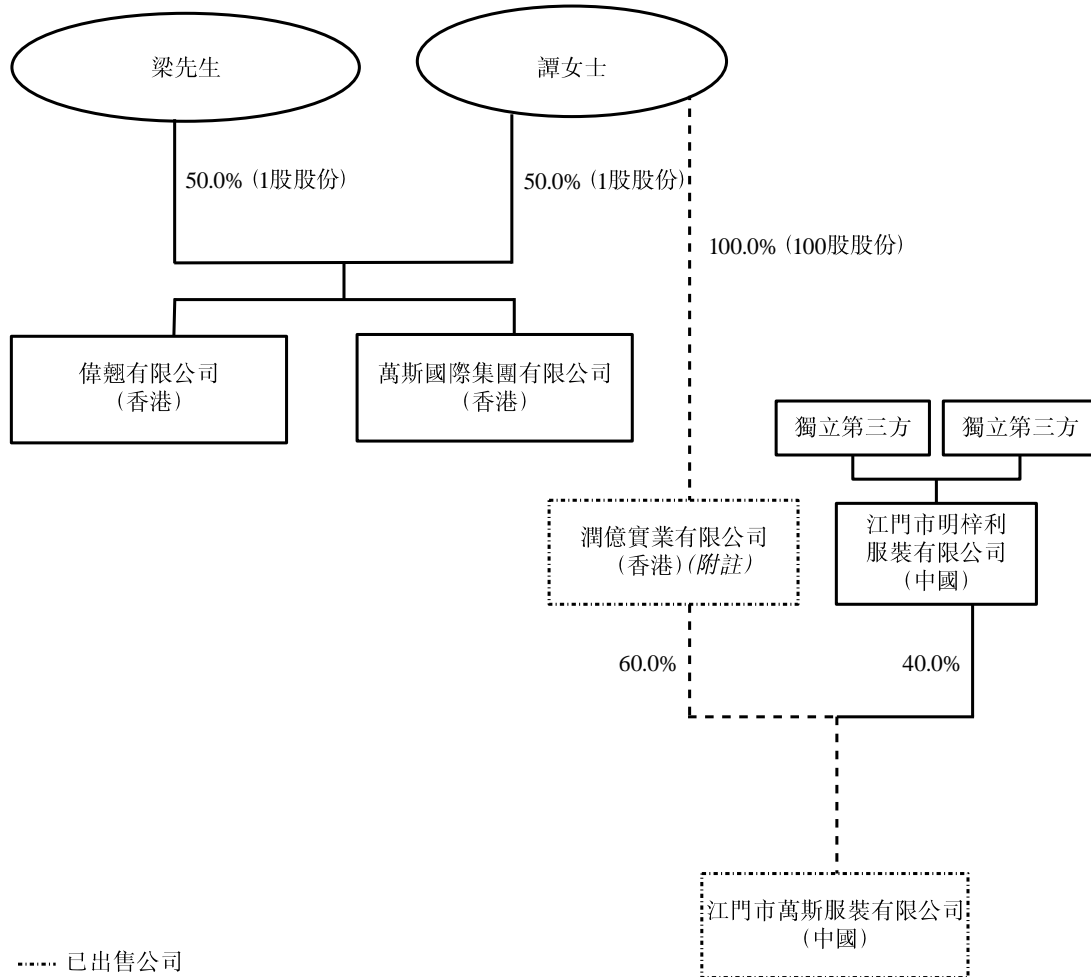 梁先生
譚女士
50.0% (1股股份)
50.0% (1股股份)
100.0% (100股股份)
偉翹有限公司
(香港)
萬斯國際集團有限公司
(香港)
獨立第三方
獨立第三方
潤億實業有限公司
(香港)(附註)
江門市明梓利
服裝有限公司
(中國)
60.0%
40.0%
江門市萬斯服裝有限公司
(中國)
已出售公司